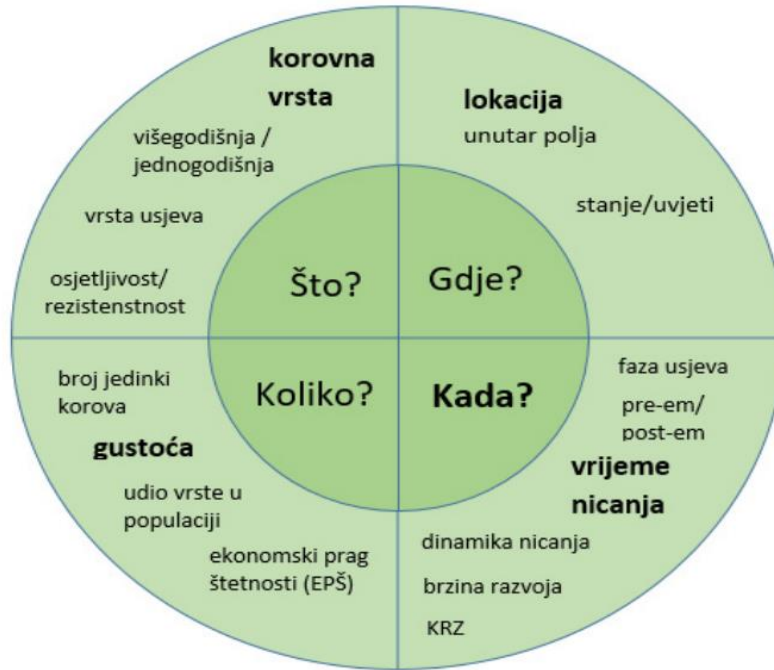 korovna
vrsta
višegodišnja /
jednogodišnja
vrsta usjeva
osjetljivost/
rezistenstnost
Što?
lokacija
unutar polja
stanje/uvjeti
Gdje?
broj jedinki
korova
gustoća
udio vrste u
populaciji
ekonomski prag
štetnosti (EPŠ)
Koliko?
Kada?
faza usjeva
pre-em/
post-em
vrijeme
nicanja
dinamika nicanja
brzina razvoja
KRZ